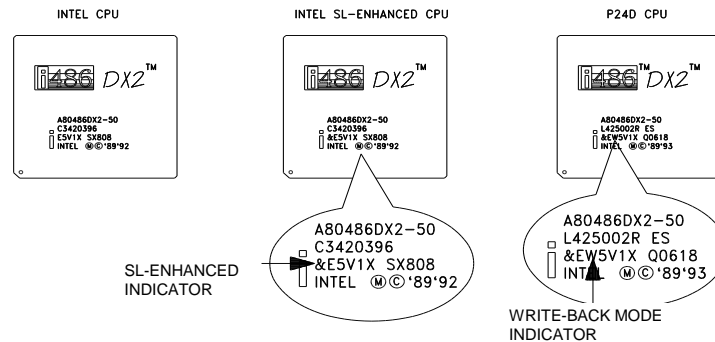 INTEL CPU
i486 DX2™
A80486DX2-50
C3420396
E5V1X SX808
INTEL Ⓜ©'89'92
INTEL SL-ENHANCED CPU
i486 DX2™
A80486DX2-50
C3420396
&E5V1X SX808
INTEL Ⓜ©'89'92
A80486DX2-50
C3420396
&E5V1X SX808
INTEL Ⓜ©'89'92
SL-ENHANCED
INDICATOR
P24D CPU
i486 DX2™
A80486DX2-50
L425002R ES
&EW5V1X Q0618
INTEL Ⓜ©'89'93
A80486DX2-50
L425002R ES
&EW5V1X Q0618
INTEL Ⓜ©'89'93
WRITE-BACK MODE
INDICATOR